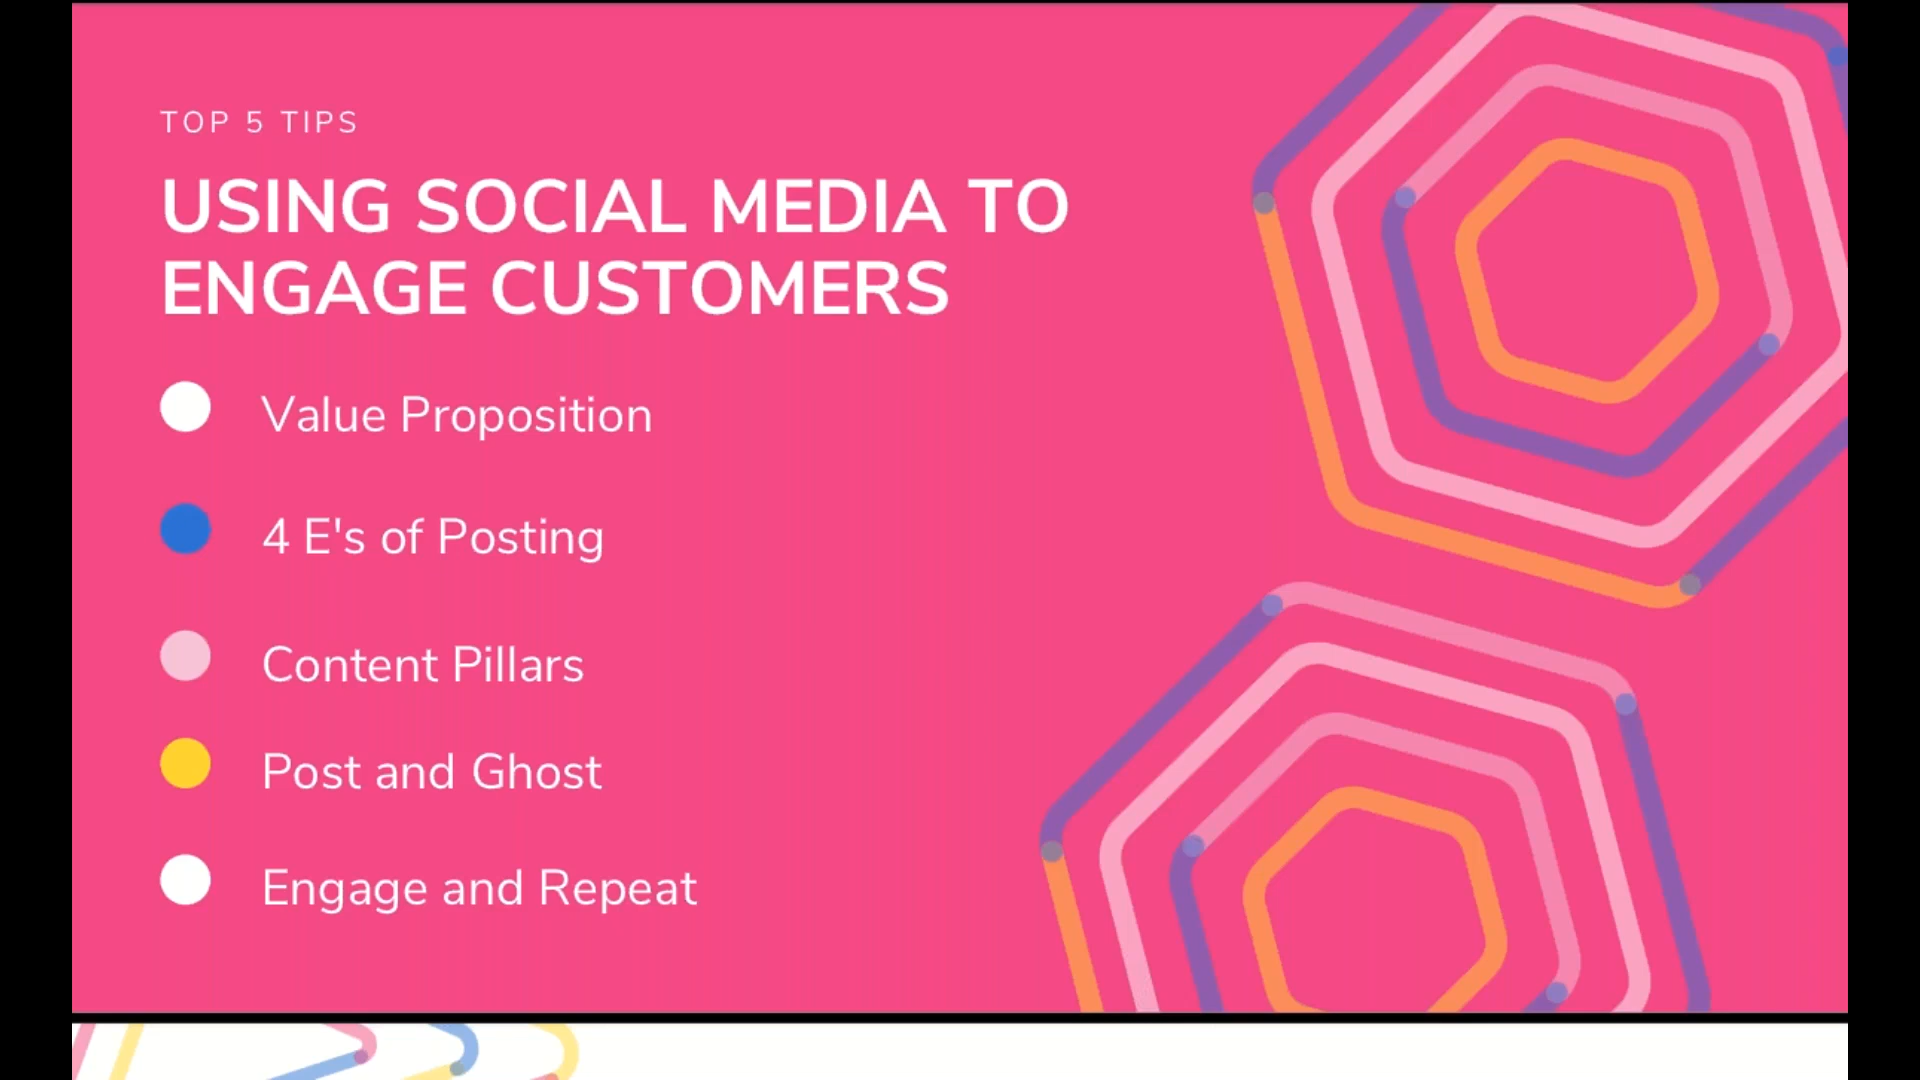 TOP 5 TIPS
USING SOCIAL MEDIA TO
ENGAGE CUSTOMERS
Value Proposition
4 E's of Posting
Content Pillars
Post and Ghost
Engage and Repeat